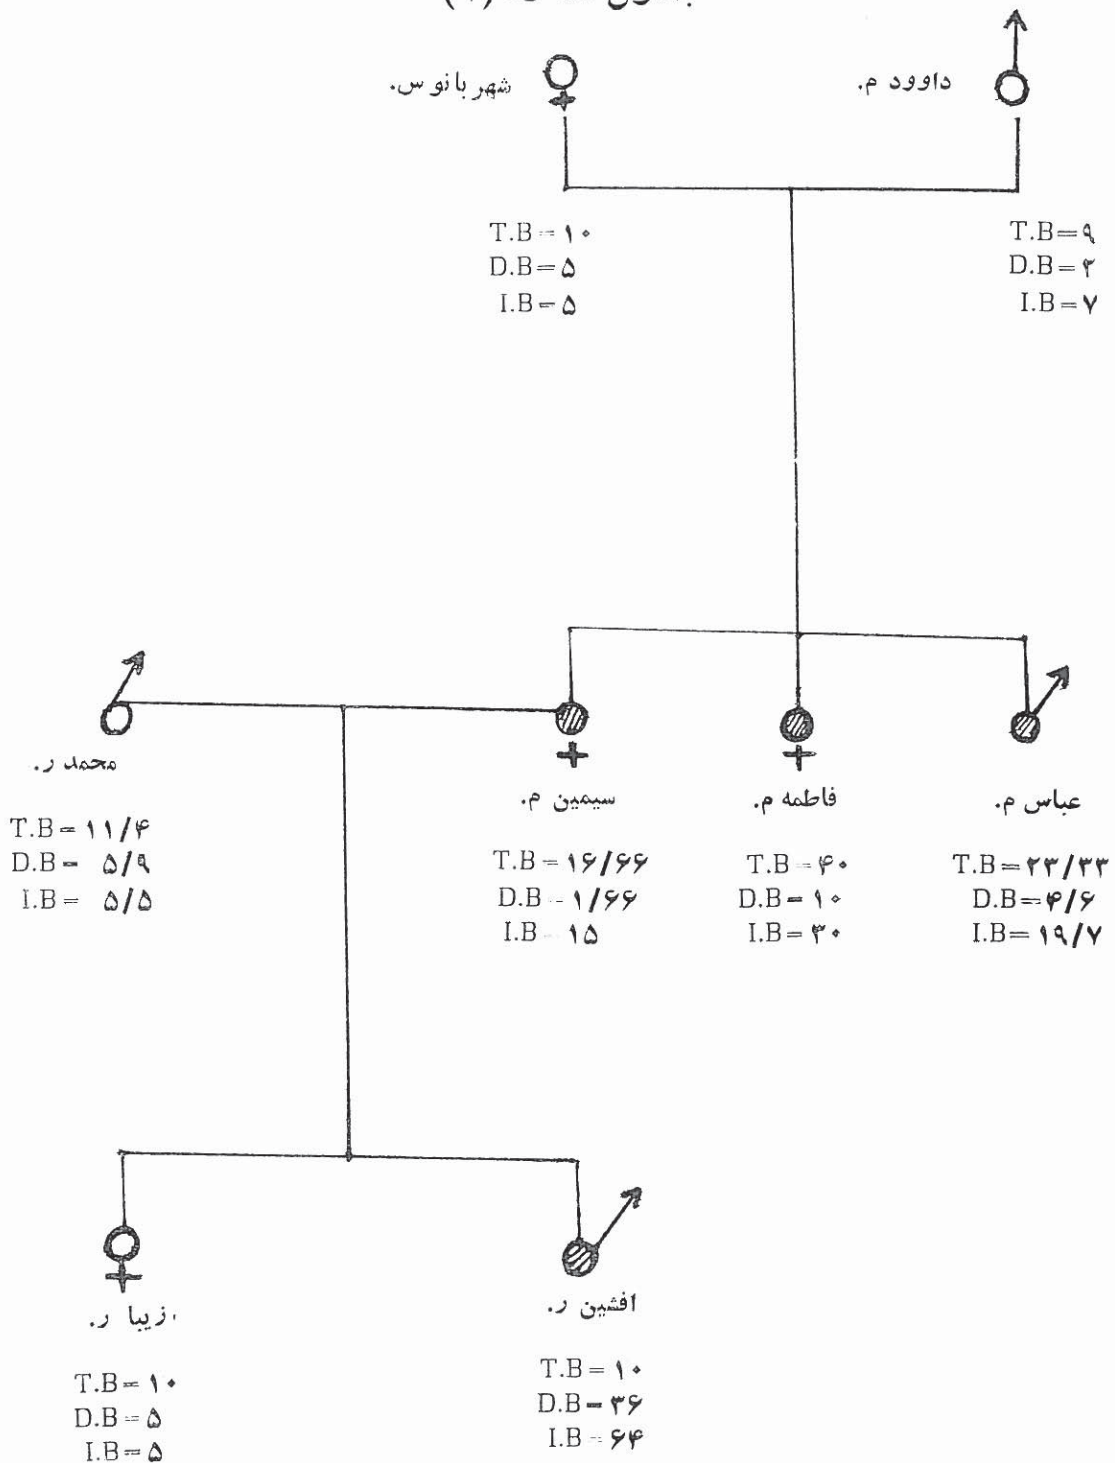 داوود م.
شهربانو س.
T.B=۹
D.B=۲
I.B=۷
T.B=۱۰
D.B=۵
I.B=۵
عباس م.
T.B=۲۳/۳۳
D.B=۴/۶
I.B=۱۹/۷
فاطمه م.
T.B=۴۰
D.B=۱۰
I.B=۳۰
سیمین م.
T.B=۱۶/۶۶
D.B=۱/۶۶
I.B=۱۵
محمد ر.
T.B=۱۱/۴
D.B=۵/۹
I.B=۵/۵
افشین ر.
T.B=۱۰
D.B=۳۶
I.B=۶۴
زیبا ر.
T.B=۱۰
D.B=۵
I.B=۵